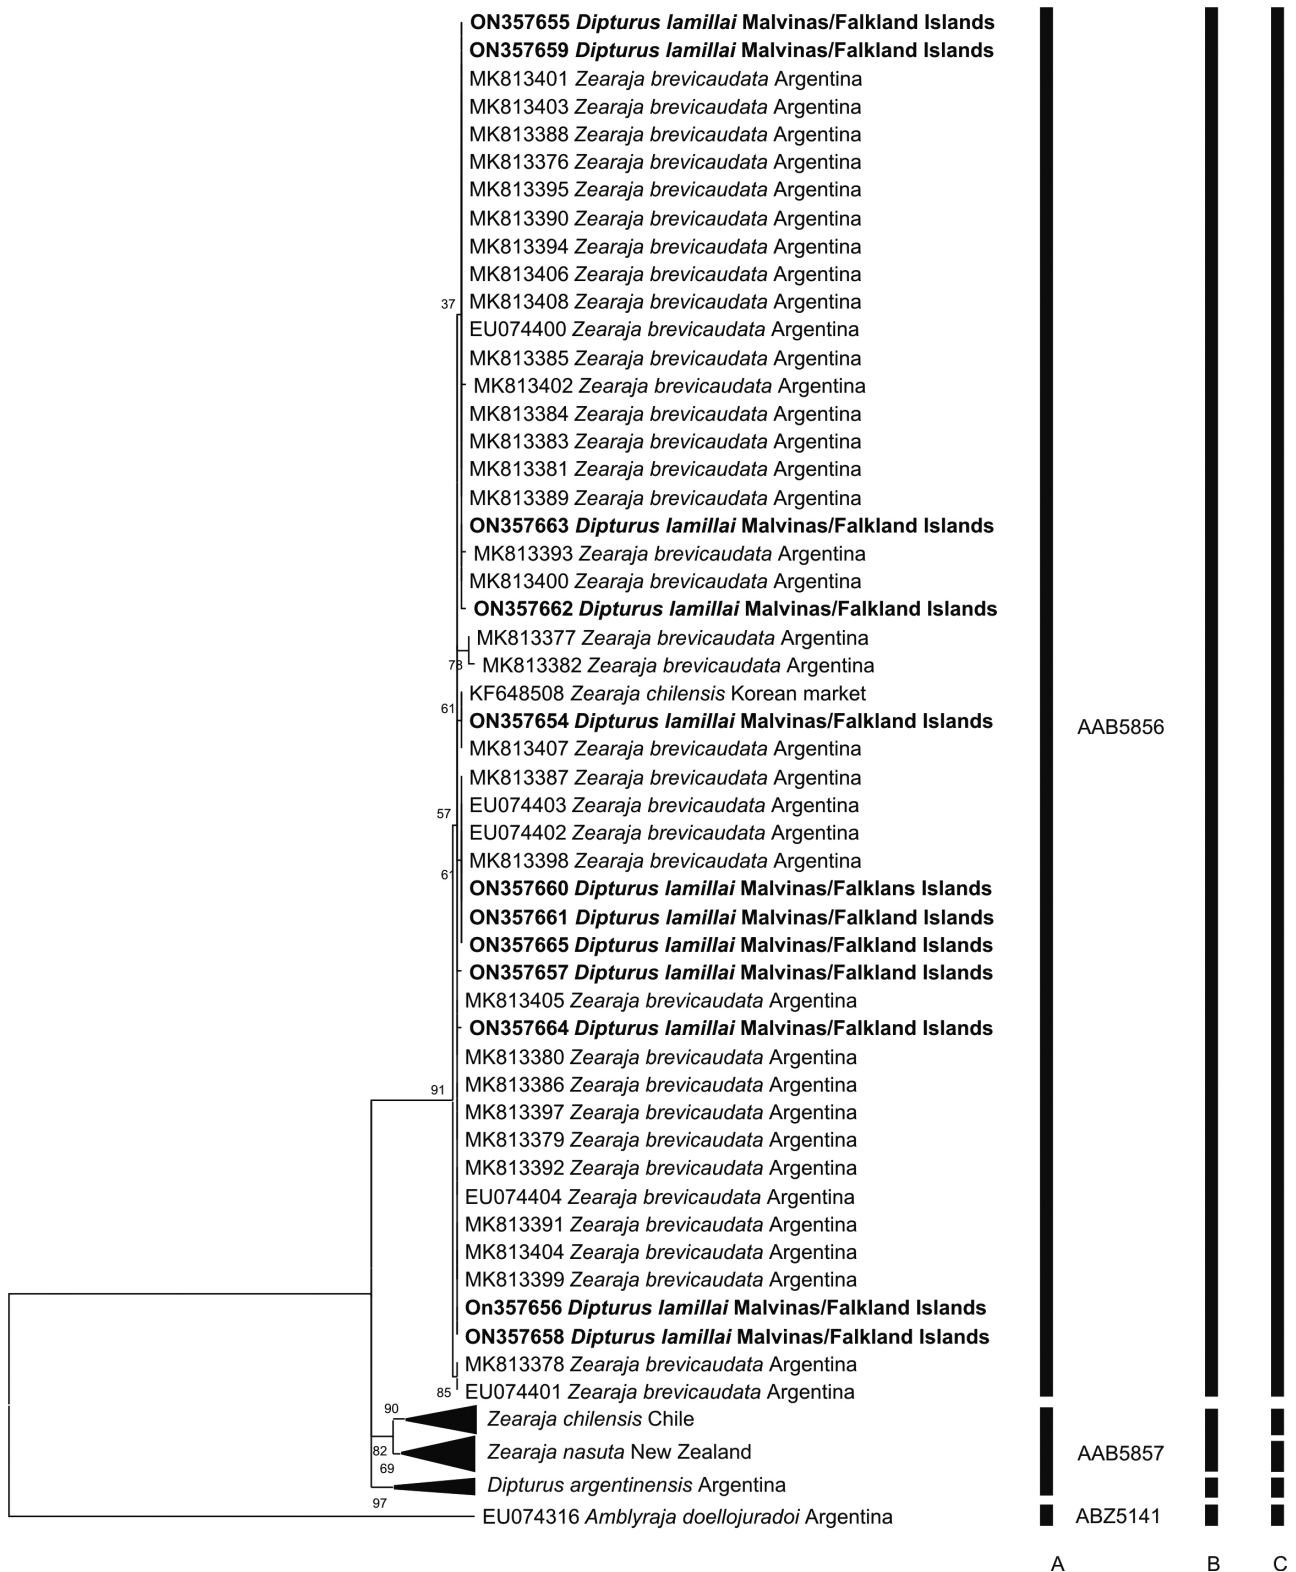 ON357655 Dipturus lamillai Malvinas/Falkland Islands
ON357659 Dipturus lamillai Malvinas/Falkland Islands
MK813401 Zearaja brevicaudata Argentina
MK813403 Zearaja brevicaudata Argentina
MK813388 Zearaja brevicaudata Argentina
MK813376 Zearaja brevicaudata Argentina
MK813395 Zearaja brevicaudata Argentina
MK813390 Zearaja brevicaudata Argentina
MK813394 Zearaja brevicaudata Argentina
MK813406 Zearaja brevicaudata Argentina
37
MK813408 Zearaja brevicaudata Argentina
EU074400 Zearaja brevicaudata Argentina
MK813385 Zearaja brevicaudata Argentina
MK813402 Zearaja brevicaudata Argentina
MK813384 Zearaja brevicaudata Argentina
MK813383 Zearaja brevicaudata Argentina
MK813381 Zearaja brevicaudata Argentina
MK813389 Zearaja brevicaudata Argentina
ON357663 Dipturus lamillai Malvinas/Falkland Islands
MK813393 Zearaja brevicaudata Argentina
MK813400 Zearaja brevicaudata Argentina
ON357662 Dipturus lamillai Malvinas/Falkland Islands
MK813377 Zearaja brevicaudata Argentina
73
MK813382 Zearaja brevicaudata Argentina
KF648508 Zearaja chilensis Korean market
61
ON357654 Dipturus lamillai Malvinas/Falkland Islands
AAB5856
MK813407 Zearaja brevicaudata Argentina
MK813387 Zearaja brevicaudata Argentina
EU074403 Zearaja brevicaudata Argentina
57
EU074402 Zearaja brevicaudata Argentina
MK813398 Zearaja brevicaudata Argentina
61
ON357660 Dipturus lamillai Malvinas/Falklans Islands
ON357661 Dipturus lamillai Malvinas/Falkland Islands
ON357665 Dipturus lamillai Malvinas/Falkland Islands
ON357657 Dipturus lamillai Malvinas/Falkland Islands
MK813405 Zearaja brevicaudata Argentina
ON357664 Dipturus lamillai Malvinas/Falkland Islands
MK813380 Zearaja brevicaudata Argentina
MK813386 Zearaja brevicaudata Argentina
91
MK813397 Zearaja brevicaudata Argentina
MK813379 Zearaja brevicaudata Argentina
MK813392 Zearaja brevicaudata Argentina
EU074404 Zearaja brevicaudata Argentina
MK813391 Zearaja brevicaudata Argentina
MK813404 Zearaja brevicaudata Argentina
MK813399 Zearaja brevicaudata Argentina
On357656 Dipturus lamillai Malvinas/Falkland Islands
ON357658 Dipturus lamillai Malvinas/Falkland Islands
MK813378 Zearaja brevicaudata Argentina
85
EU074401 Zearaja brevicaudata Argentina
90
Zearaja chilensis Chile
82
Zearaja nasuta New Zealand
AAB5857
69
Dipturus argentinensis Argentina
97
EU074316 Amblyraja doellojuradoi Argentina
ABZ5141
A B C